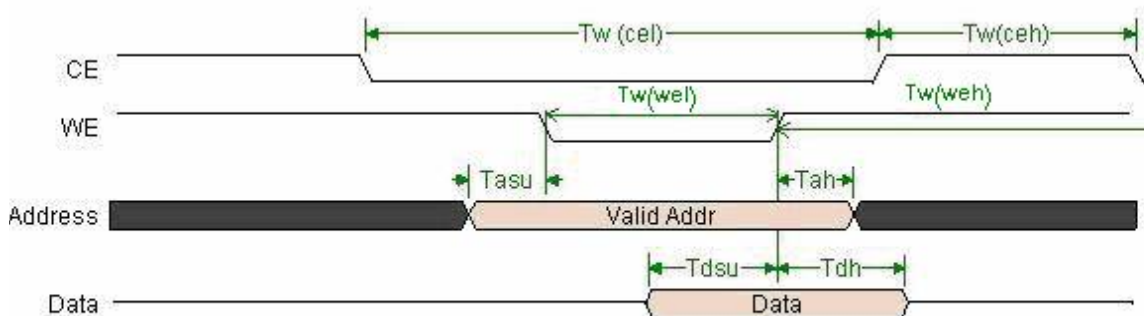 Tw (cel)
Tw(ceh)
CE
Tw(wel)
Tw(weh)
WE
Tasu
Tah
Address
Valid Addr
Tdsu
Tdh
Data
Data